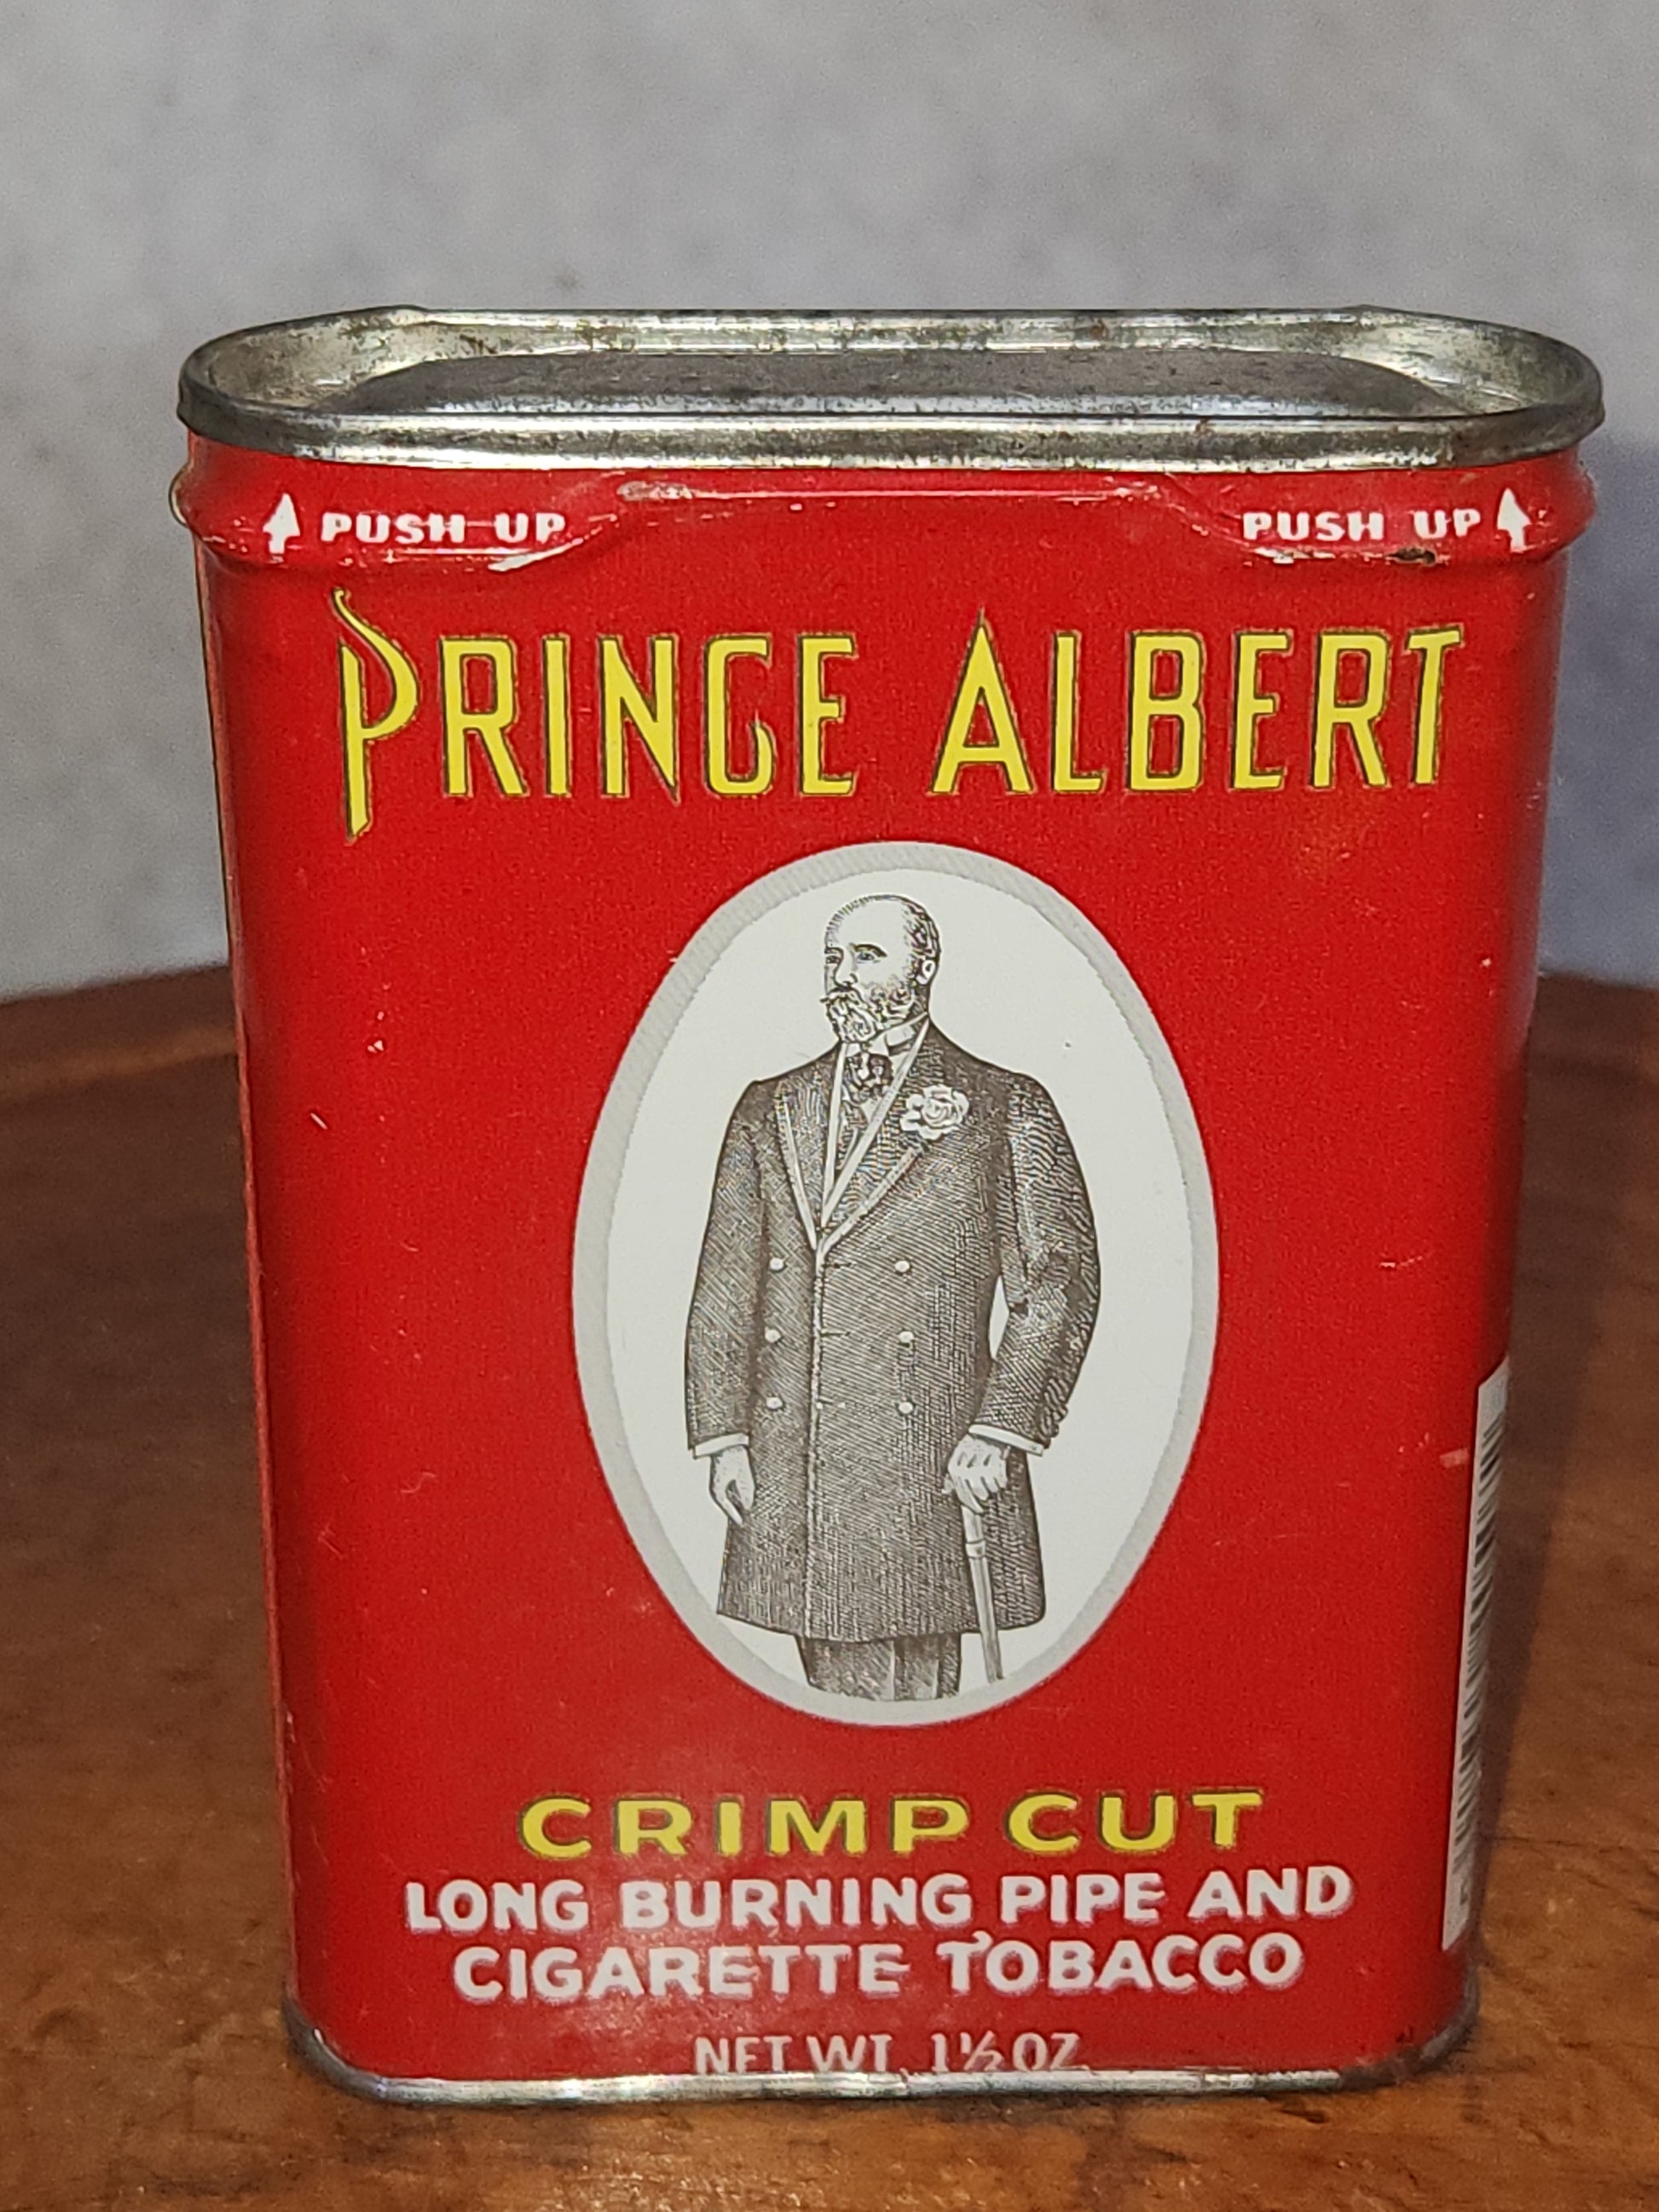 PUSH UP PUSH UP
PRINCE ALBERT
CRIMP CUT
LONG BURNING PIPE AND
CIGARETTE TOBACCO
NET WT. 1½ OZ.